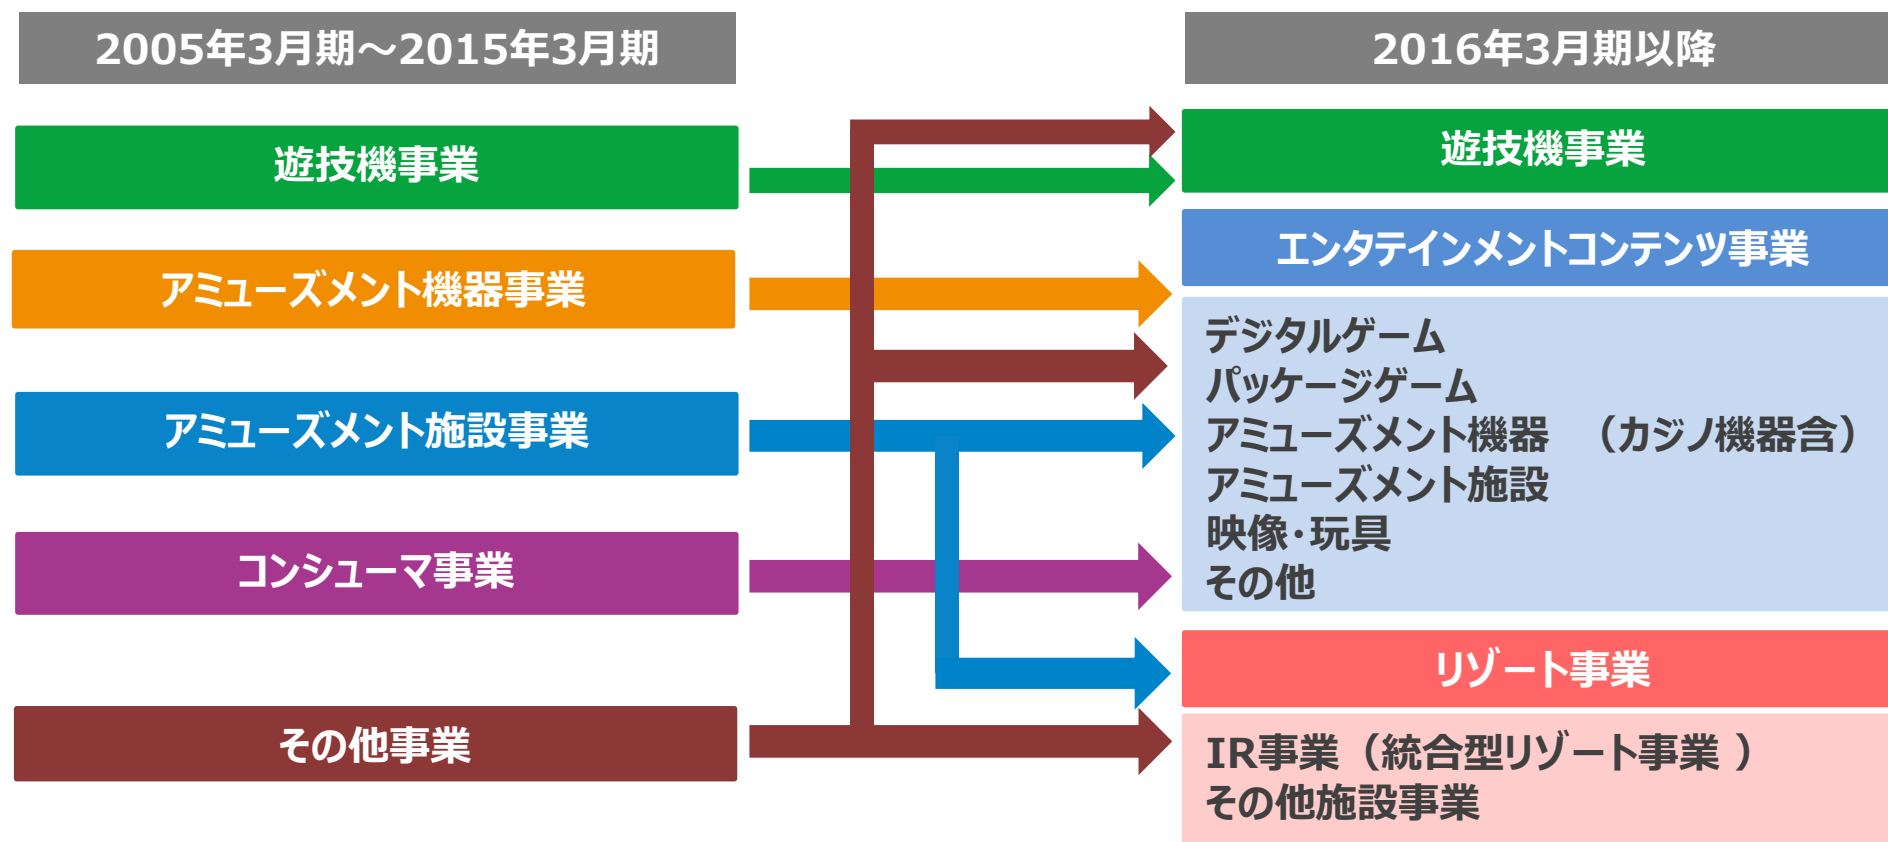 2005年3月期～2015年3月期
遊技機事業
アミューズメント機器事業
アミューズメント施設事業
コンシューマ事業
その他事業
2016年3月期以降
遊技機事業
エンタテインメントコンテンツ事業
デジタルゲーム
パッケージゲーム
アミューズメント機器　（カジノ機器含）
アミューズメント施設
映像・玩具
その他
リゾート事業
IR事業（統合型リゾート事業 ）
その他施設事業